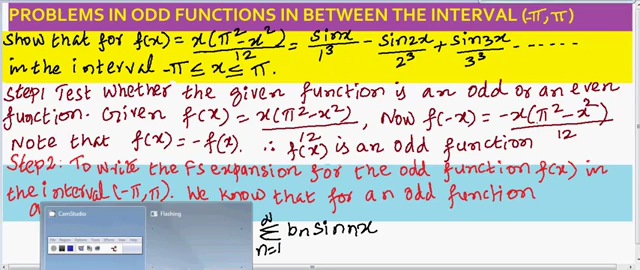 PROBLEMS IN ODD FUNCTIONS IN BETWEEN THE INTERVAL (-π, π)
Show that for f(x) = x(π²-x²)/12 = sinx/1³ - sin2x/2³ + sin3x/3³ - ......
in the interval -π ≤ x ≤ π.
Step1: Test whether the given function is an odd or an even
function. Given f(x) = x(π²-x²)/12, Now f(-x) = -x(π²-x²)/12
Note that f(x) = -f(x). ∴ f(x) is an odd function
Step2: To write the FS expansion for the odd function f(x) in
the interval (-π, π). We know that for an odd function
CamStudio
Flashing
∞ Σ n=1 bn sin nx